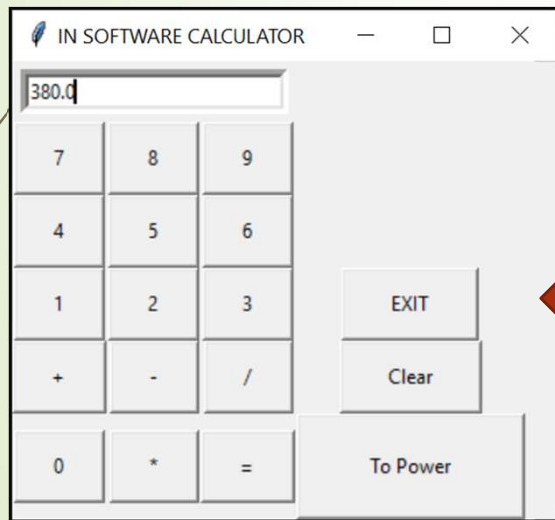 IN SOFTWARE CALCULATOR
380.0
7 8 9
4 5 6
1 2 3 EXIT
+ - / Clear
0 * = To Power